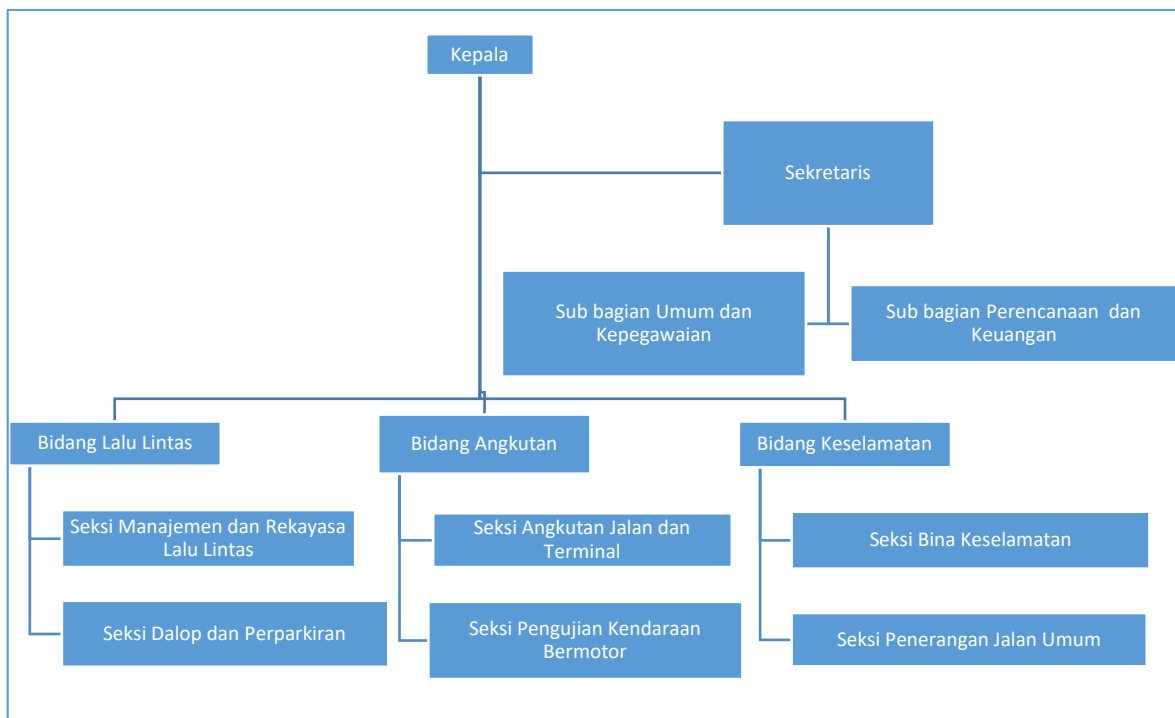 Kepala
Sekretaris
Sub bagian Umum dan
Kepegawaian
Sub bagian Perencanaan dan
Keuangan
Bidang Lalu Lintas
Bidang Angkutan
Bidang Keselamatan
Seksi Manajemen dan Rekayasa
Lalu Lintas
Seksi Angkutan Jalan dan
Terminal
Seksi Bina Keselamatan
Seksi Dalop dan Perparkiran
Seksi Pengujian Kendaraan
Bermotor
Seksi Penerangan Jalan Umum